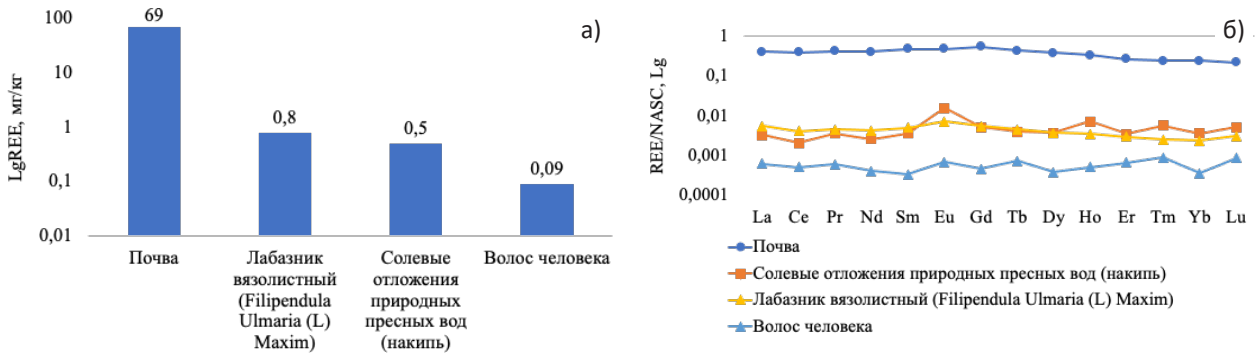 а)
LgREE, мг/кг
100
10
1
0,1
0,01
69
0,8
0,5
0,09
Почва
Лабазник
вязолистный
(Filipendula
Ulmaria (L)
Maxim)
Солевые
отложения
природных
пресных вод
(накипь)
Волос человека
б)
REE/NASC, Lg
1
0,1
0,010
0,001
0,0001
La Ce Pr Nd Sm Eu Gd Tb Dy Ho Er Tm Yb Lu
Почва
Солевые отложения природных пресных вод (накипь)
Лабазник вязолистный (Filipendula Ulmaria (L) Maxim)
Волос человека